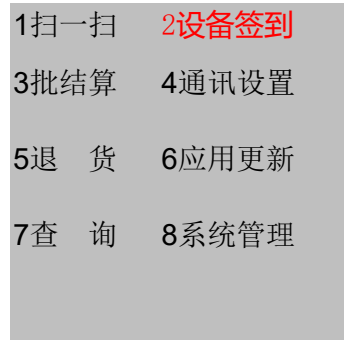 1扫一扫 2设备签到
3批结算 4通讯设置
5退 货 6应用更新
7查 询 8系统管理